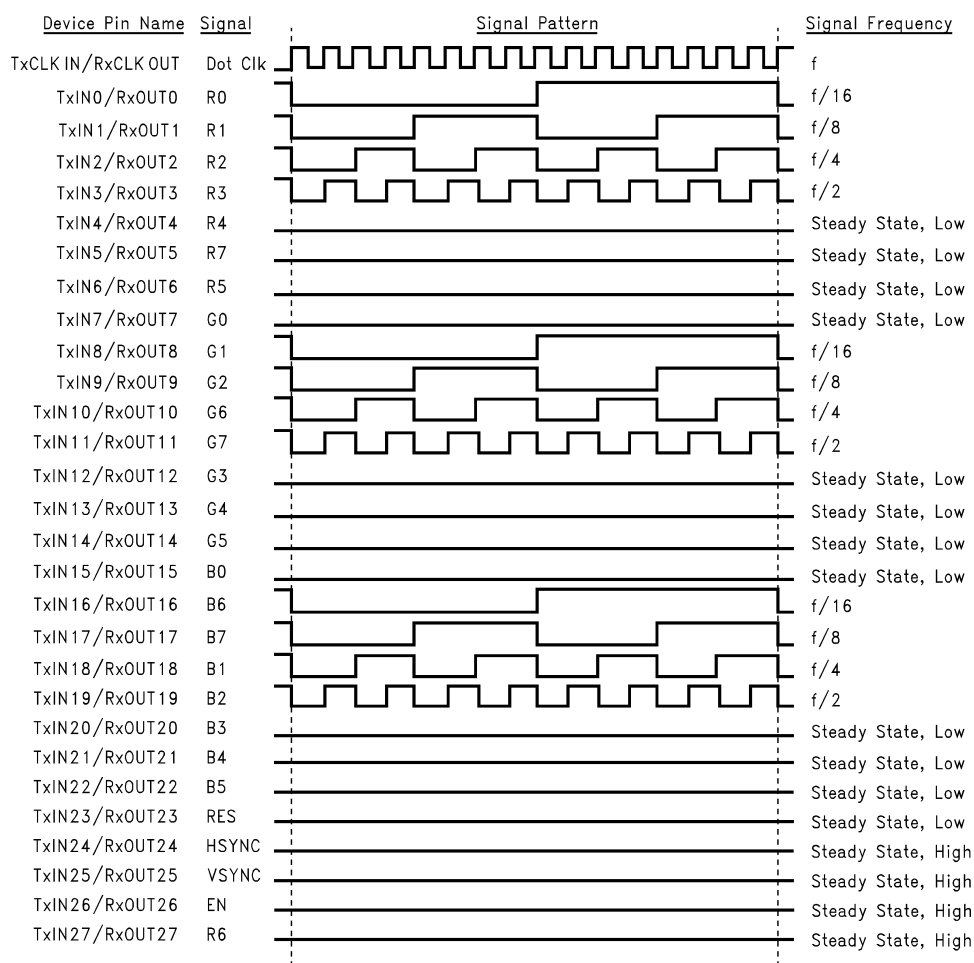 Device Pin Name Signal Signal Pattern Signal Frequency
TxCLK IN/RxCLK OUT Dot Clk f
TxIN0/RxOUT0 R0 f/16
TxIN1/RxOUT1 R1 f/8
TxIN2/RxOUT2 R2 f/4
TxIN3/RxOUT3 R3 f/2
TxIN4/RxOUT4 R4 Steady State, Low
TxIN5/RxOUT5 R7 Steady State, Low
TxIN6/RxOUT6 R5 Steady State, Low
TxIN7/RxOUT7 G0 Steady State, Low
TxIN8/RxOUT8 G1 f/16
TxIN9/RxOUT9 G2 f/8
TxIN10/RxOUT10 G6 f/4
TxIN11/RxOUT11 G7 f/2
TxIN12/RxOUT12 G3 Steady State, Low
TxIN13/RxOUT13 G4 Steady State, Low
TxIN14/RxOUT14 G5 Steady State, Low
TxIN15/RxOUT15 B0 Steady State, Low
TxIN16/RxOUT16 B6 f/16
TxIN17/RxOUT17 B7 f/8
TxIN18/RxOUT18 B1 f/4
TxIN19/RxOUT19 B2 f/2
TxIN20/RxOUT20 B3 Steady State, Low
TxIN21/RxOUT21 B4 Steady State, Low
TxIN22/RxOUT22 B5 Steady State, Low
TxIN23/RxOUT23 RES Steady State, Low
TxIN24/RxOUT24 HSYNC Steady State, High
TxIN25/RxOUT25 VSYNC Steady State, High
TxIN26/RxOUT26 EN Steady State, High
TxIN27/RxOUT27 R6 Steady State, High